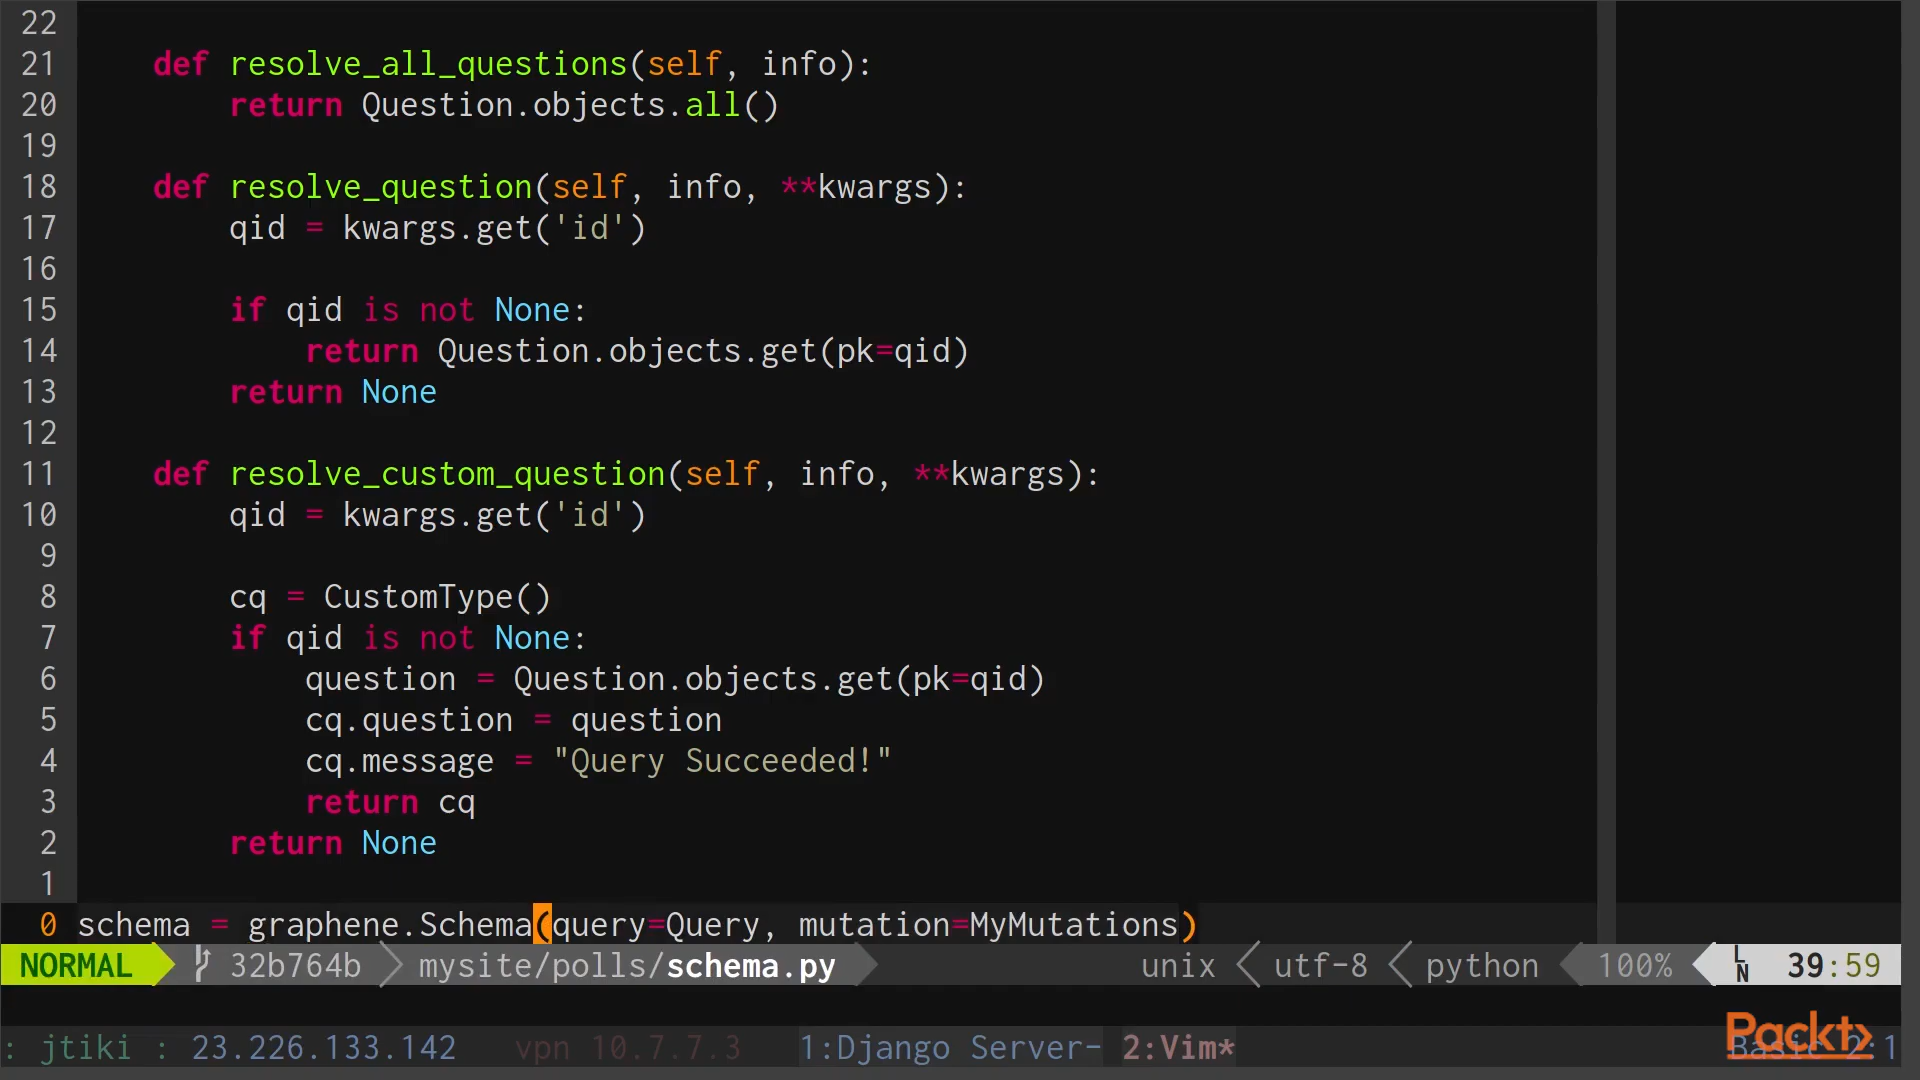 22
21     def resolve_all_questions(self, info):
20         return Question.objects.all()
19
18     def resolve_question(self, info, **kwargs):
17         qid = kwargs.get('id')
16
15         if qid is not None:
14             return Question.objects.get(pk=qid)
13         return None
12
11     def resolve_custom_question(self, info, **kwargs):
10         qid = kwargs.get('id')
9
8         cq = CustomType()
7         if qid is not None:
6             question = Question.objects.get(pk=qid)
5             cq.question = question
4             cq.message = "Query Succeeded!"
3             return cq
2         return None
1
0 schema = graphene.Schema(query=Query, mutation=MyMutations)
NORMAL 32b764b mysite/polls/schema.py unix utf-8 python 100% LN 39:59
: jtiki : 23.226.133.142 vpn 10.7.7.3 1:Django Server- 2:Vim* Basic 2:1
Packt>